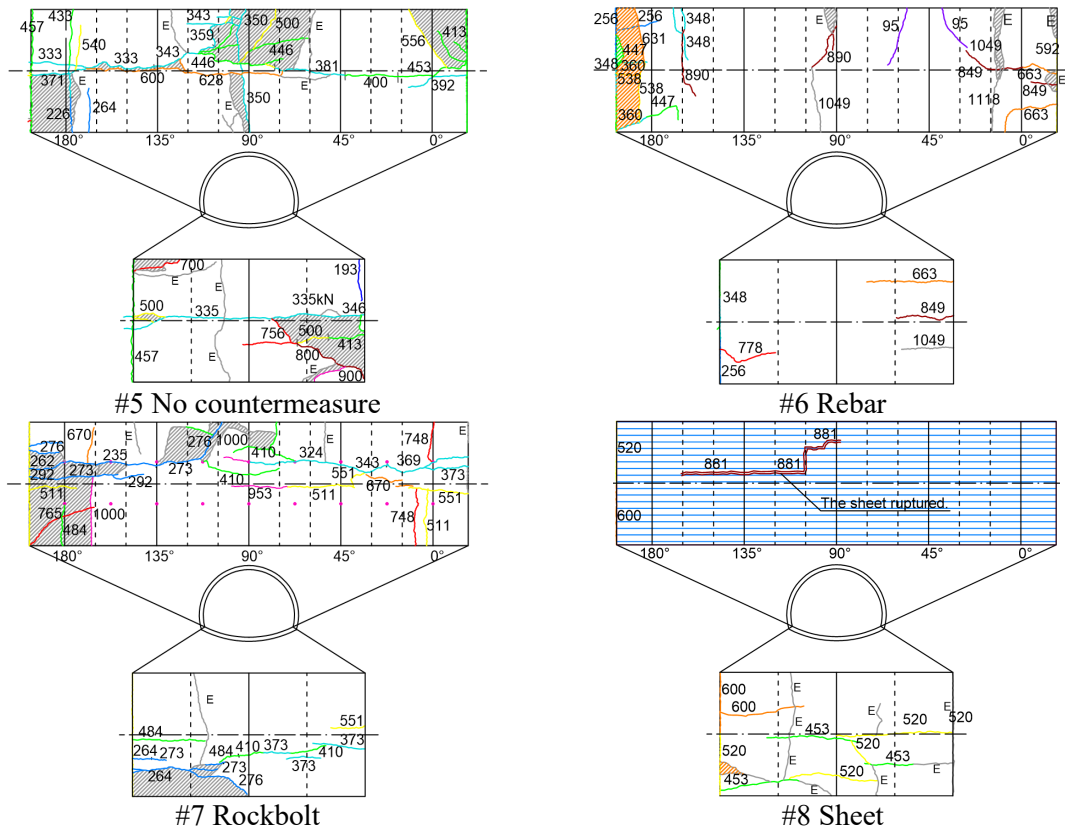 457 433 343 350 500 413
540 359 556
333 333 343 446 446 381 453
371 600 628 400 392
E E E
226 264 350
180° 135° 90° 45° 0°
700 E 193
500 335 335kN 346
756 500 413
457 E 800
E 900
#5 No countermeasure
256 256 348 E 95 95 E E
447 631 348 1049 592
348 360 890 849 663
538 890 849 E
538 447 1049 1118
360 663
180° 135° 90° 45° 0°
663
348
849
778 1049
256
#6 Rebar
276 670 E 276 1000 E 748 E
262 235 410 324 343 369
292 273 292 273 410 551 373
511 953 511 670 551
765 1000 748
484 511
180° 135° 90° 45° 0°
E
551
484
264 273 484 410 373 373
273 373 410
264 276
#7 Rockbolt
520 881
881 881
The sheet ruptured.
600
180° 135° 90° 45° 0°
600 E E
600 E E 520 520
453
520 520 453
520 E
453 E E
#8 Sheet